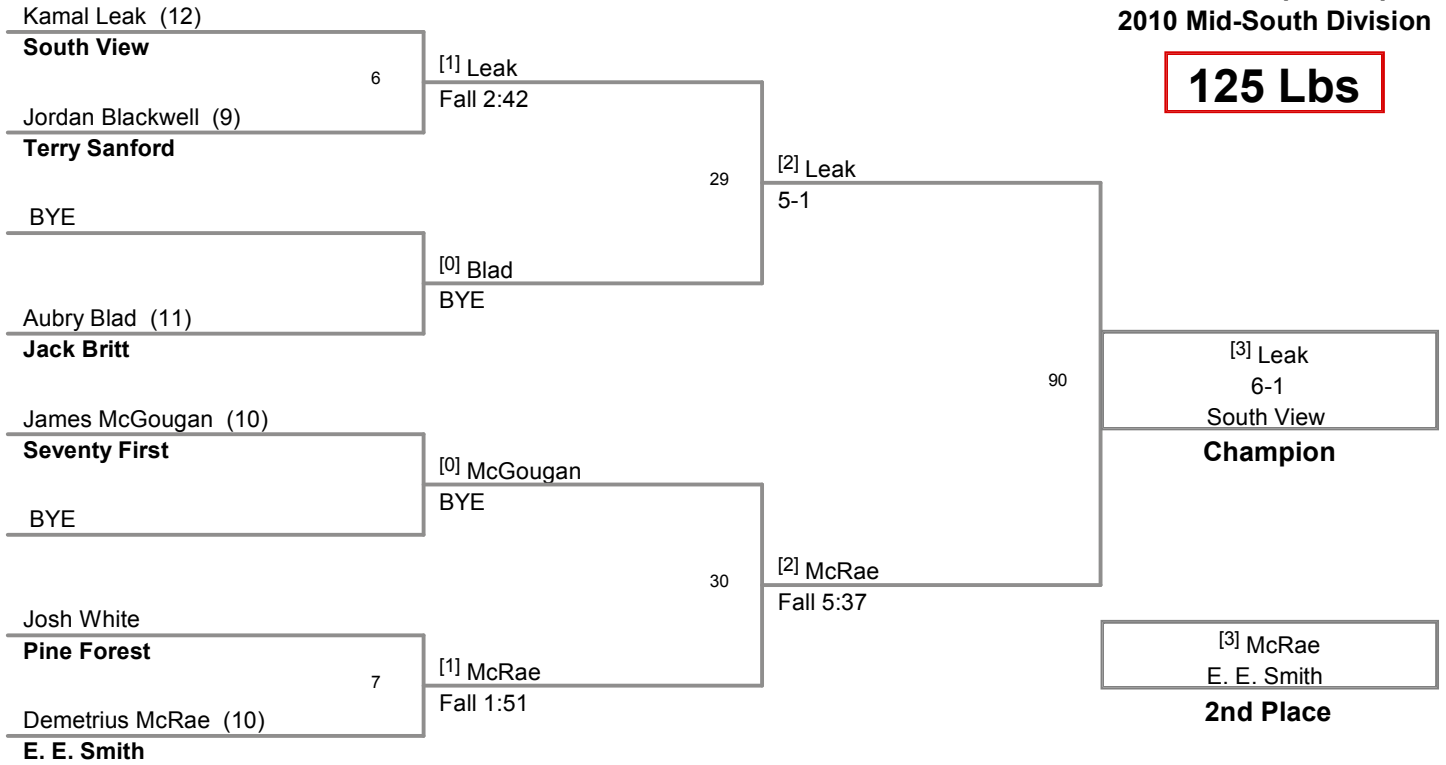 2010 Mid-South Division
125 Lbs
Kamal Leak (12)
South View
6
Jordan Blackwell (9)
Terry Sanford
[1] Leak
Fall 2:42
BYE
Aubry Blad (11)
Jack Britt
[0] Blad
BYE
29
[2] Leak
5-1
James McGougan (10)
Seventy First
BYE
[0] McGougan
BYE
Josh White
Pine Forest
7
Demetrius McRae (10)
E. E. Smith
[1] McRae
Fall 1:51
30
[2] McRae
Fall 5:37
90
[3] Leak
6-1
South View
Champion
[3] McRae
E. E. Smith
2nd Place